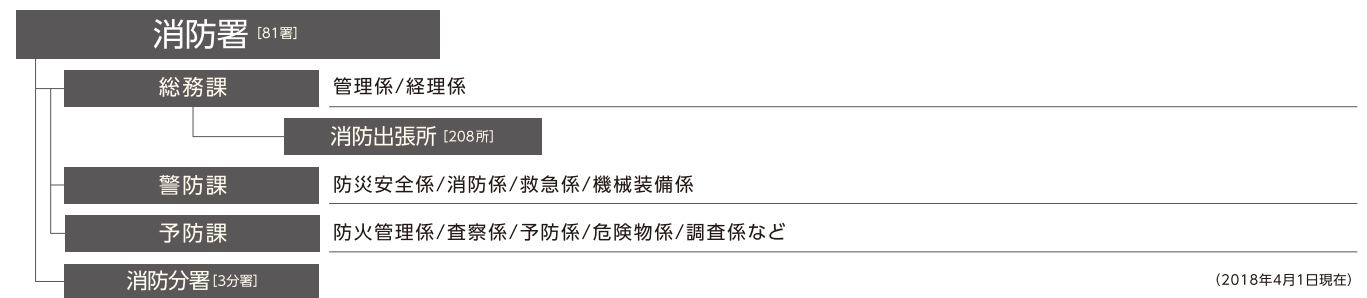 消防署 [81署]
総務課 管理係/経理係
消防出張所 [208所]
警防課 防災安全係/消防係/救急係/機械装備係
予防課 防火管理係/査察係/予防係/危険物係/調査係など
消防分署[3分署]
（2018年4月1日現在）